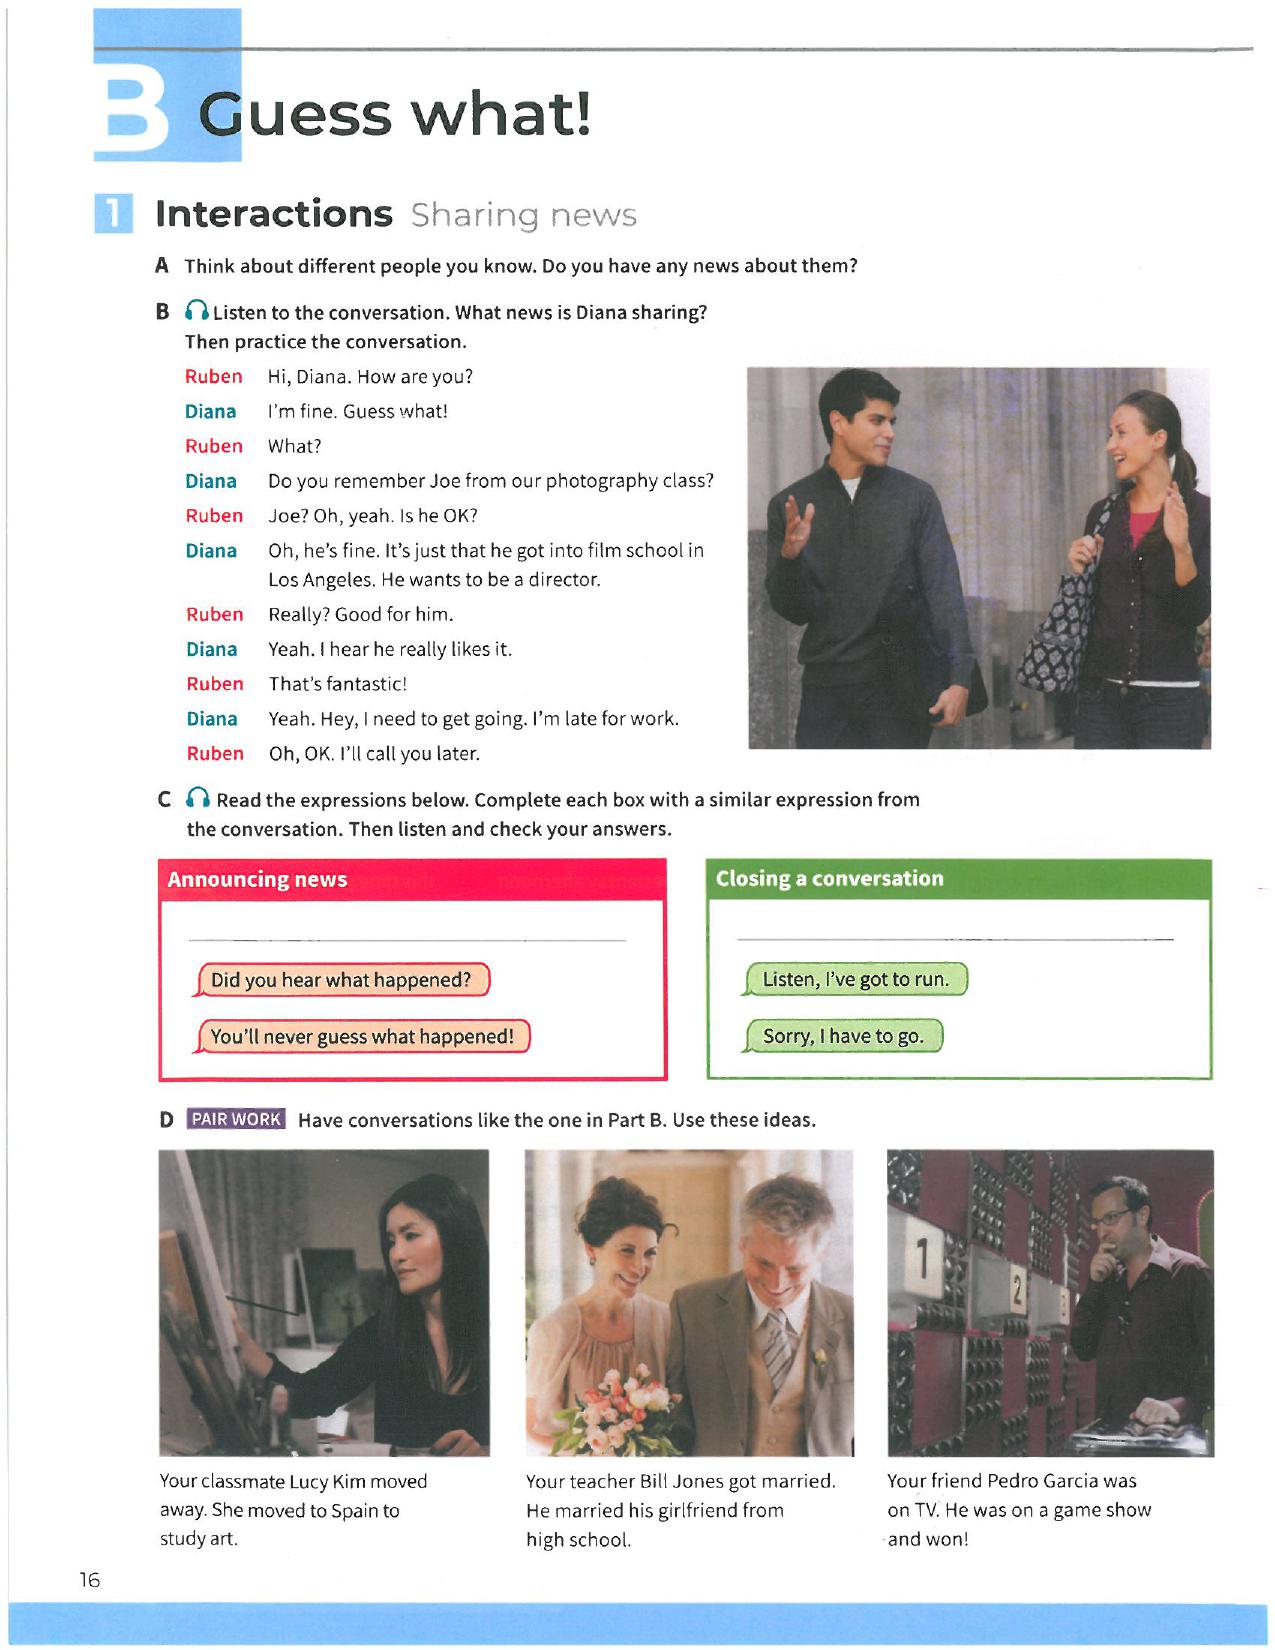 B Guess what!
1 Interactions Sharing news
A Think about different people you know. Do you have any news about them?
B Listen to the conversation. What news is Diana sharing?
Then practice the conversation.
Ruben Hi, Diana. How are you?
Diana I'm fine. Guess what!
Ruben What?
Diana Do you remember Joe from our photography class?
Ruben Joe? Oh, yeah. Is he OK?
Diana Oh, he's fine. It's just that he got into film school in
Los Angeles. He wants to be a director.
Ruben Really? Good for him.
Diana Yeah. I hear he really likes it.
Ruben That's fantastic!
Diana Yeah. Hey, I need to get going. I'm late for work.
Ruben Oh, OK. I'll call you later.
C Read the expressions below. Complete each box with a similar expression from
the conversation. Then listen and check your answers.
Announcing news
Did you hear what happened?
You'll never guess what happened!
Closing a conversation
Listen, I've got to run.
Sorry, I have to go.
D PAIR WORK Have conversations like the one in Part B. Use these ideas.
1
2
3
Your classmate Lucy Kim moved
away. She moved to Spain to
study art.
Your teacher Bill Jones got married.
He married his girlfriend from
high school.
Your friend Pedro Garcia was
on TV. He was on a game show
and won!
16